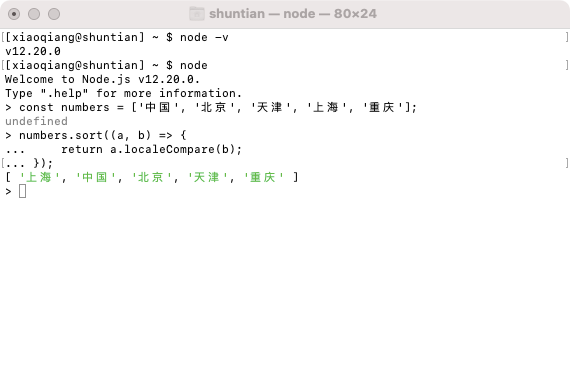 shuntian — node — 80×24
[xiaoqiang@shuntian] ~ $ node -v
v12.20.0
[xiaoqiang@shuntian] ~ $ node
Welcome to Node.js v12.20.0.
Type ".help" for more information.
> const numbers = ['中国', '北京', '天津', '上海', '重庆'];
undefined
> numbers.sort((a, b) => {
...     return a.localeCompare(b);
... });
[ '上海', '中国', '北京', '天津', '重庆' ]
>